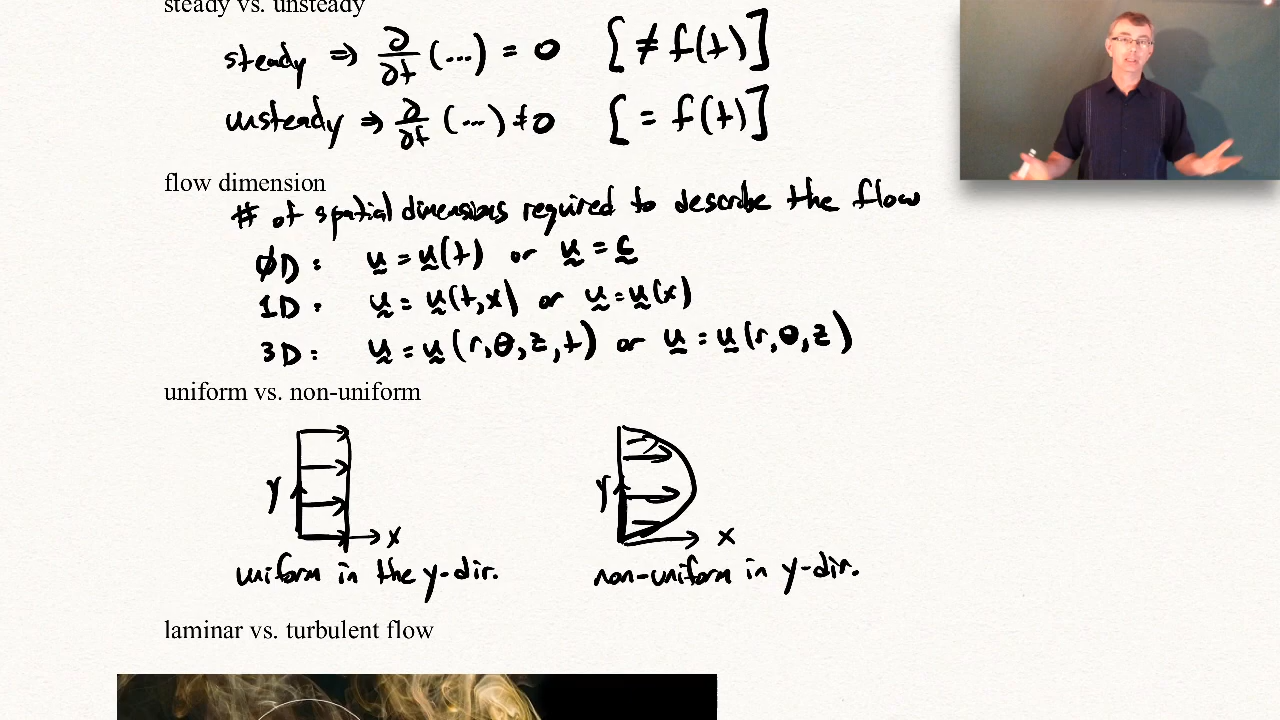 steady vs. unsteady
steady ⇒ ∂/∂t (...) = 0 [≠ f(t)]
unsteady ⇒ ∂/∂t (...) ≠ 0 [= f(t)]
flow dimension
# of spatial dimensions required to describe the flow
0D: u = u(t) or u = c
1D: u = u(t,x) or u = u(x)
3D: u = u(r,θ,z,t) or u = u(r,θ,z)
uniform vs. non-uniform
y x
y x
uniform in the y-dir.
non-uniform in y-dir.
laminar vs. turbulent flow